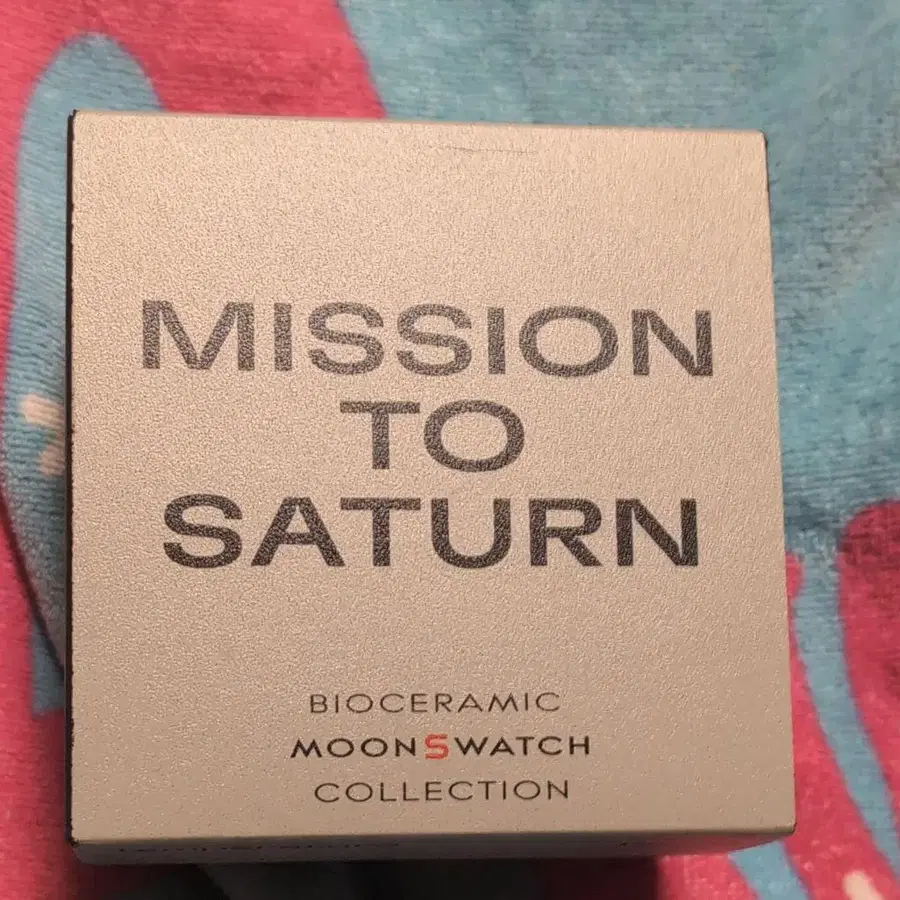 MISSION
TO
SATURN
BIOCERAMIC
MOONSWATCH
COLLECTION